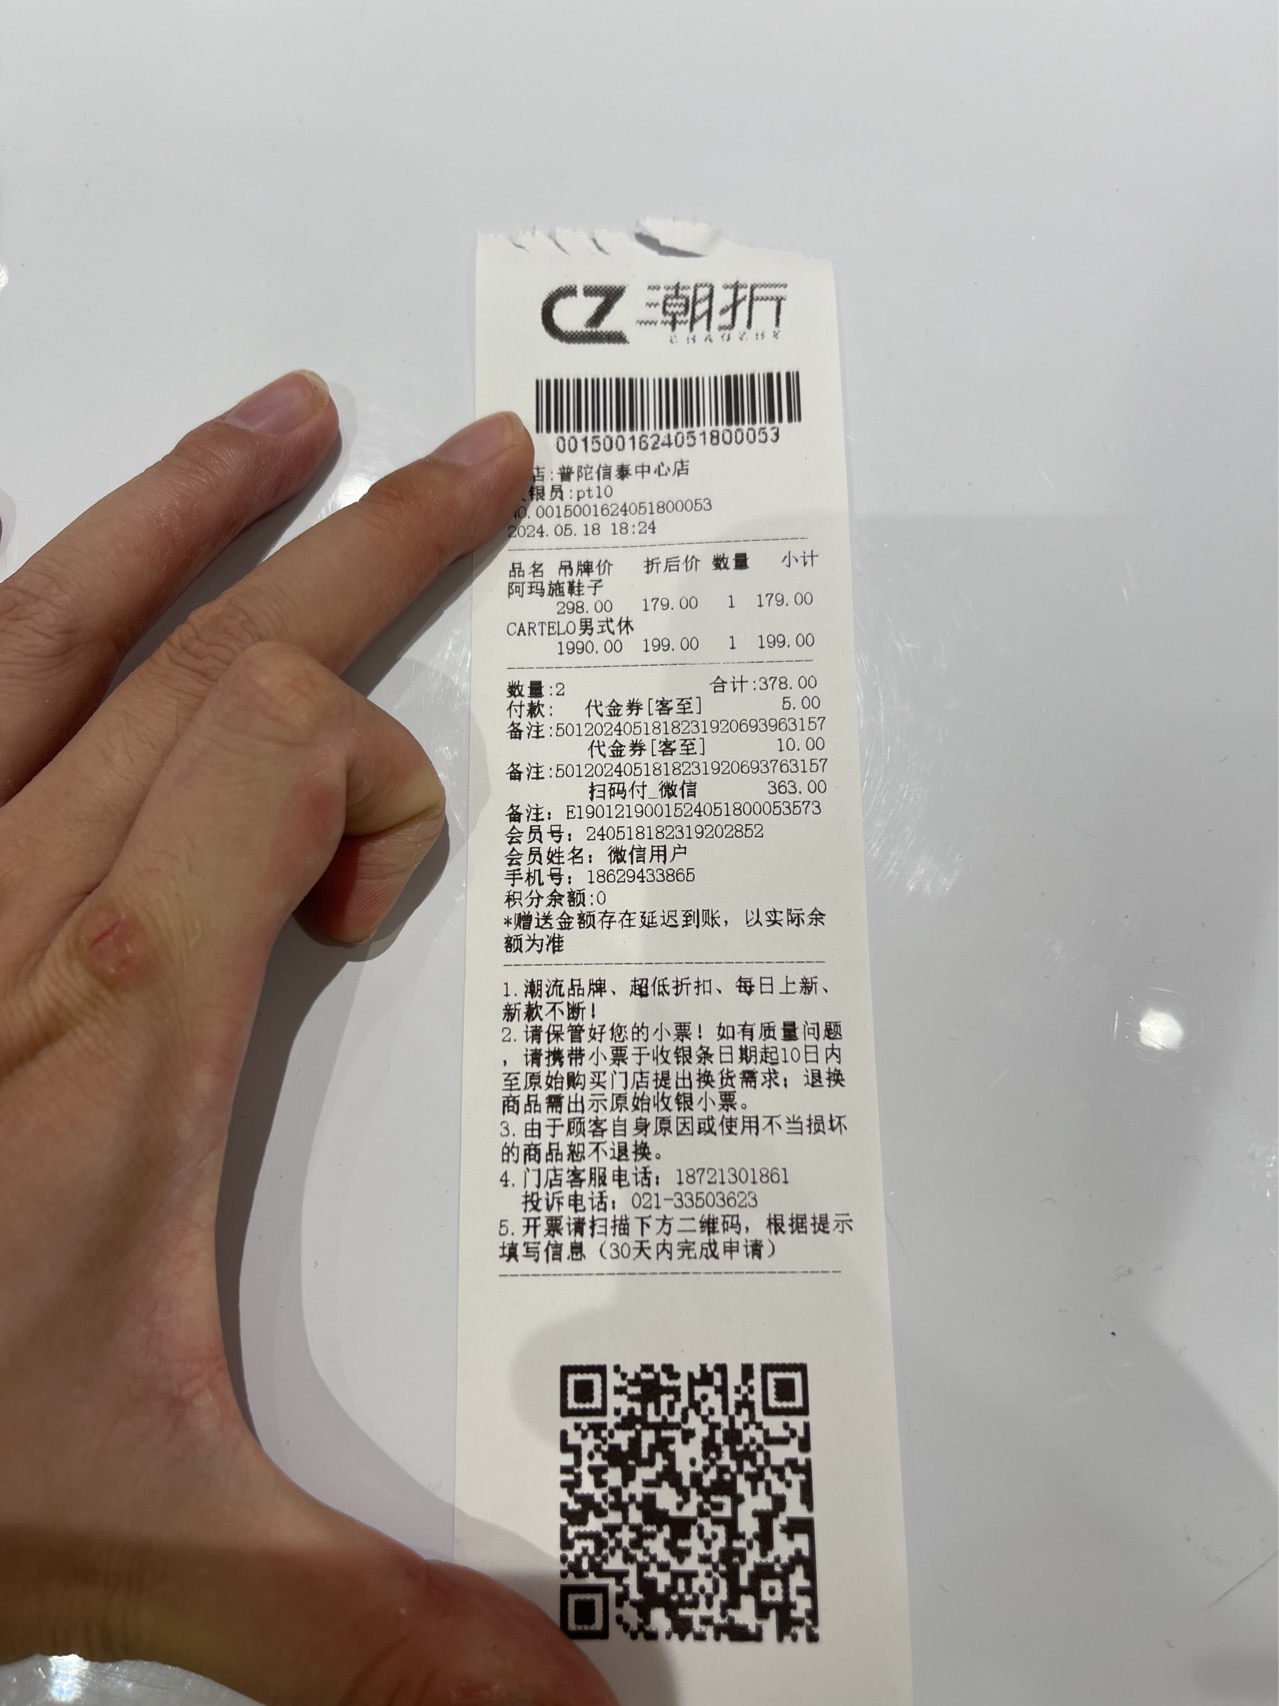 CZ 潮折
CHAOZHE
0015001624051800053
店:普陀信泰中心店
银员:pt10
NO.0015001624051800053
2024.05.18 18:24
品名 吊牌价 折后价 数量 小计
阿玛施鞋子
298.00 179.00 1 179.00
CARTELO男式休
1990.00 199.00 1 199.00
数量:2 合计:378.00
付款: 代金券[客至] 5.00
备注:5012024051818231920693963157
代金券[客至] 10.00
备注:5012024051818231920693763157
扫码付_微信 363.00
备注: E19012190015240518000053573
会员号: 240518182319202852
会员姓名: 微信用户
手机号: 18629433865
积分余额:0
*赠送金额存在延迟到账, 以实际余
额为准
1.潮流品牌、超低折扣、每日上新、
新款不断!
2.请保管好您的小票! 如有质量问题
, 请携带小票于收银条日期起10日内
至原始购买门店提出换货需求; 退换
商品需出示原始收银小票。
3.由于顾客自身原因或使用不当损坏
的商品恕不退换。
4.门店客服电话: 18721301861
投诉电话: 021-33503623
5.开票请扫描下方二维码, 根据提示
填写信息 (30天内完成申请)